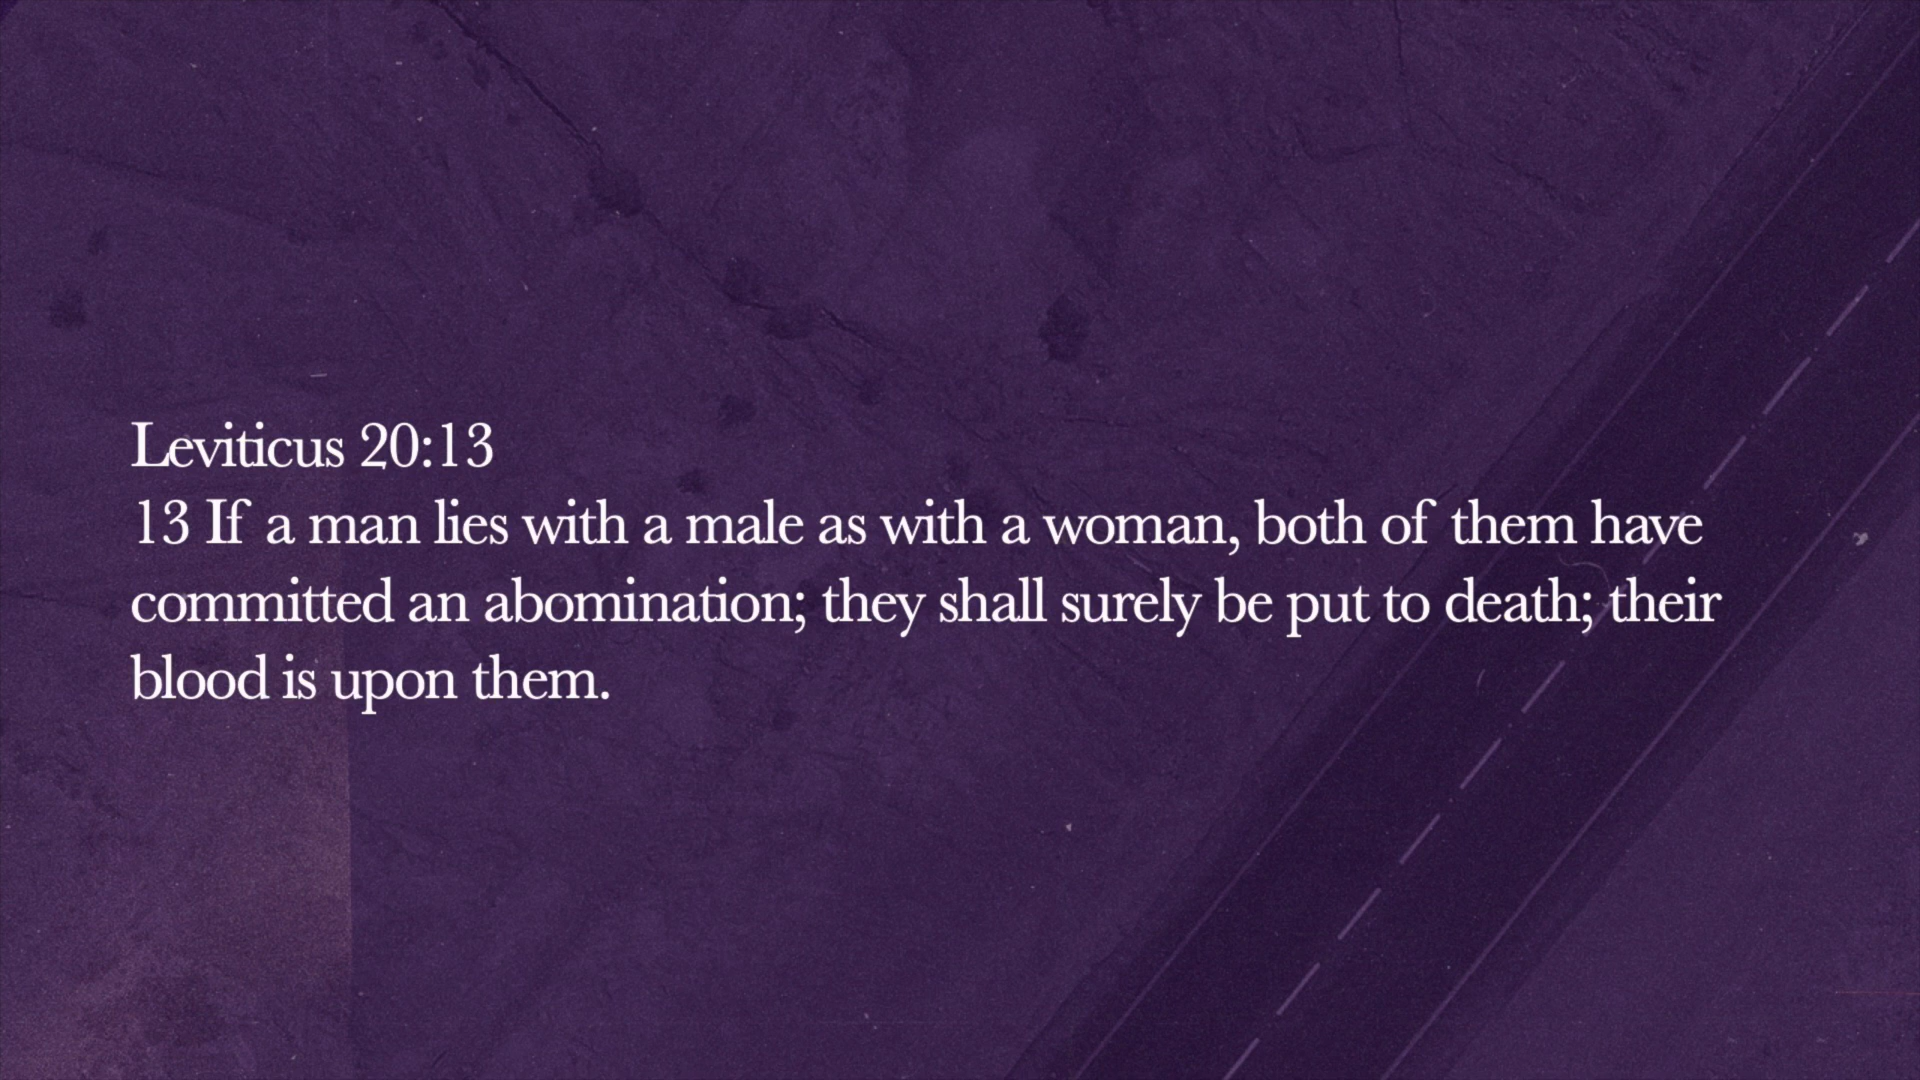 Leviticus 20:13
13 If a man lies with a male as with a woman, both of them have
committed an abomination; they shall surely be put to death; their
blood is upon them.